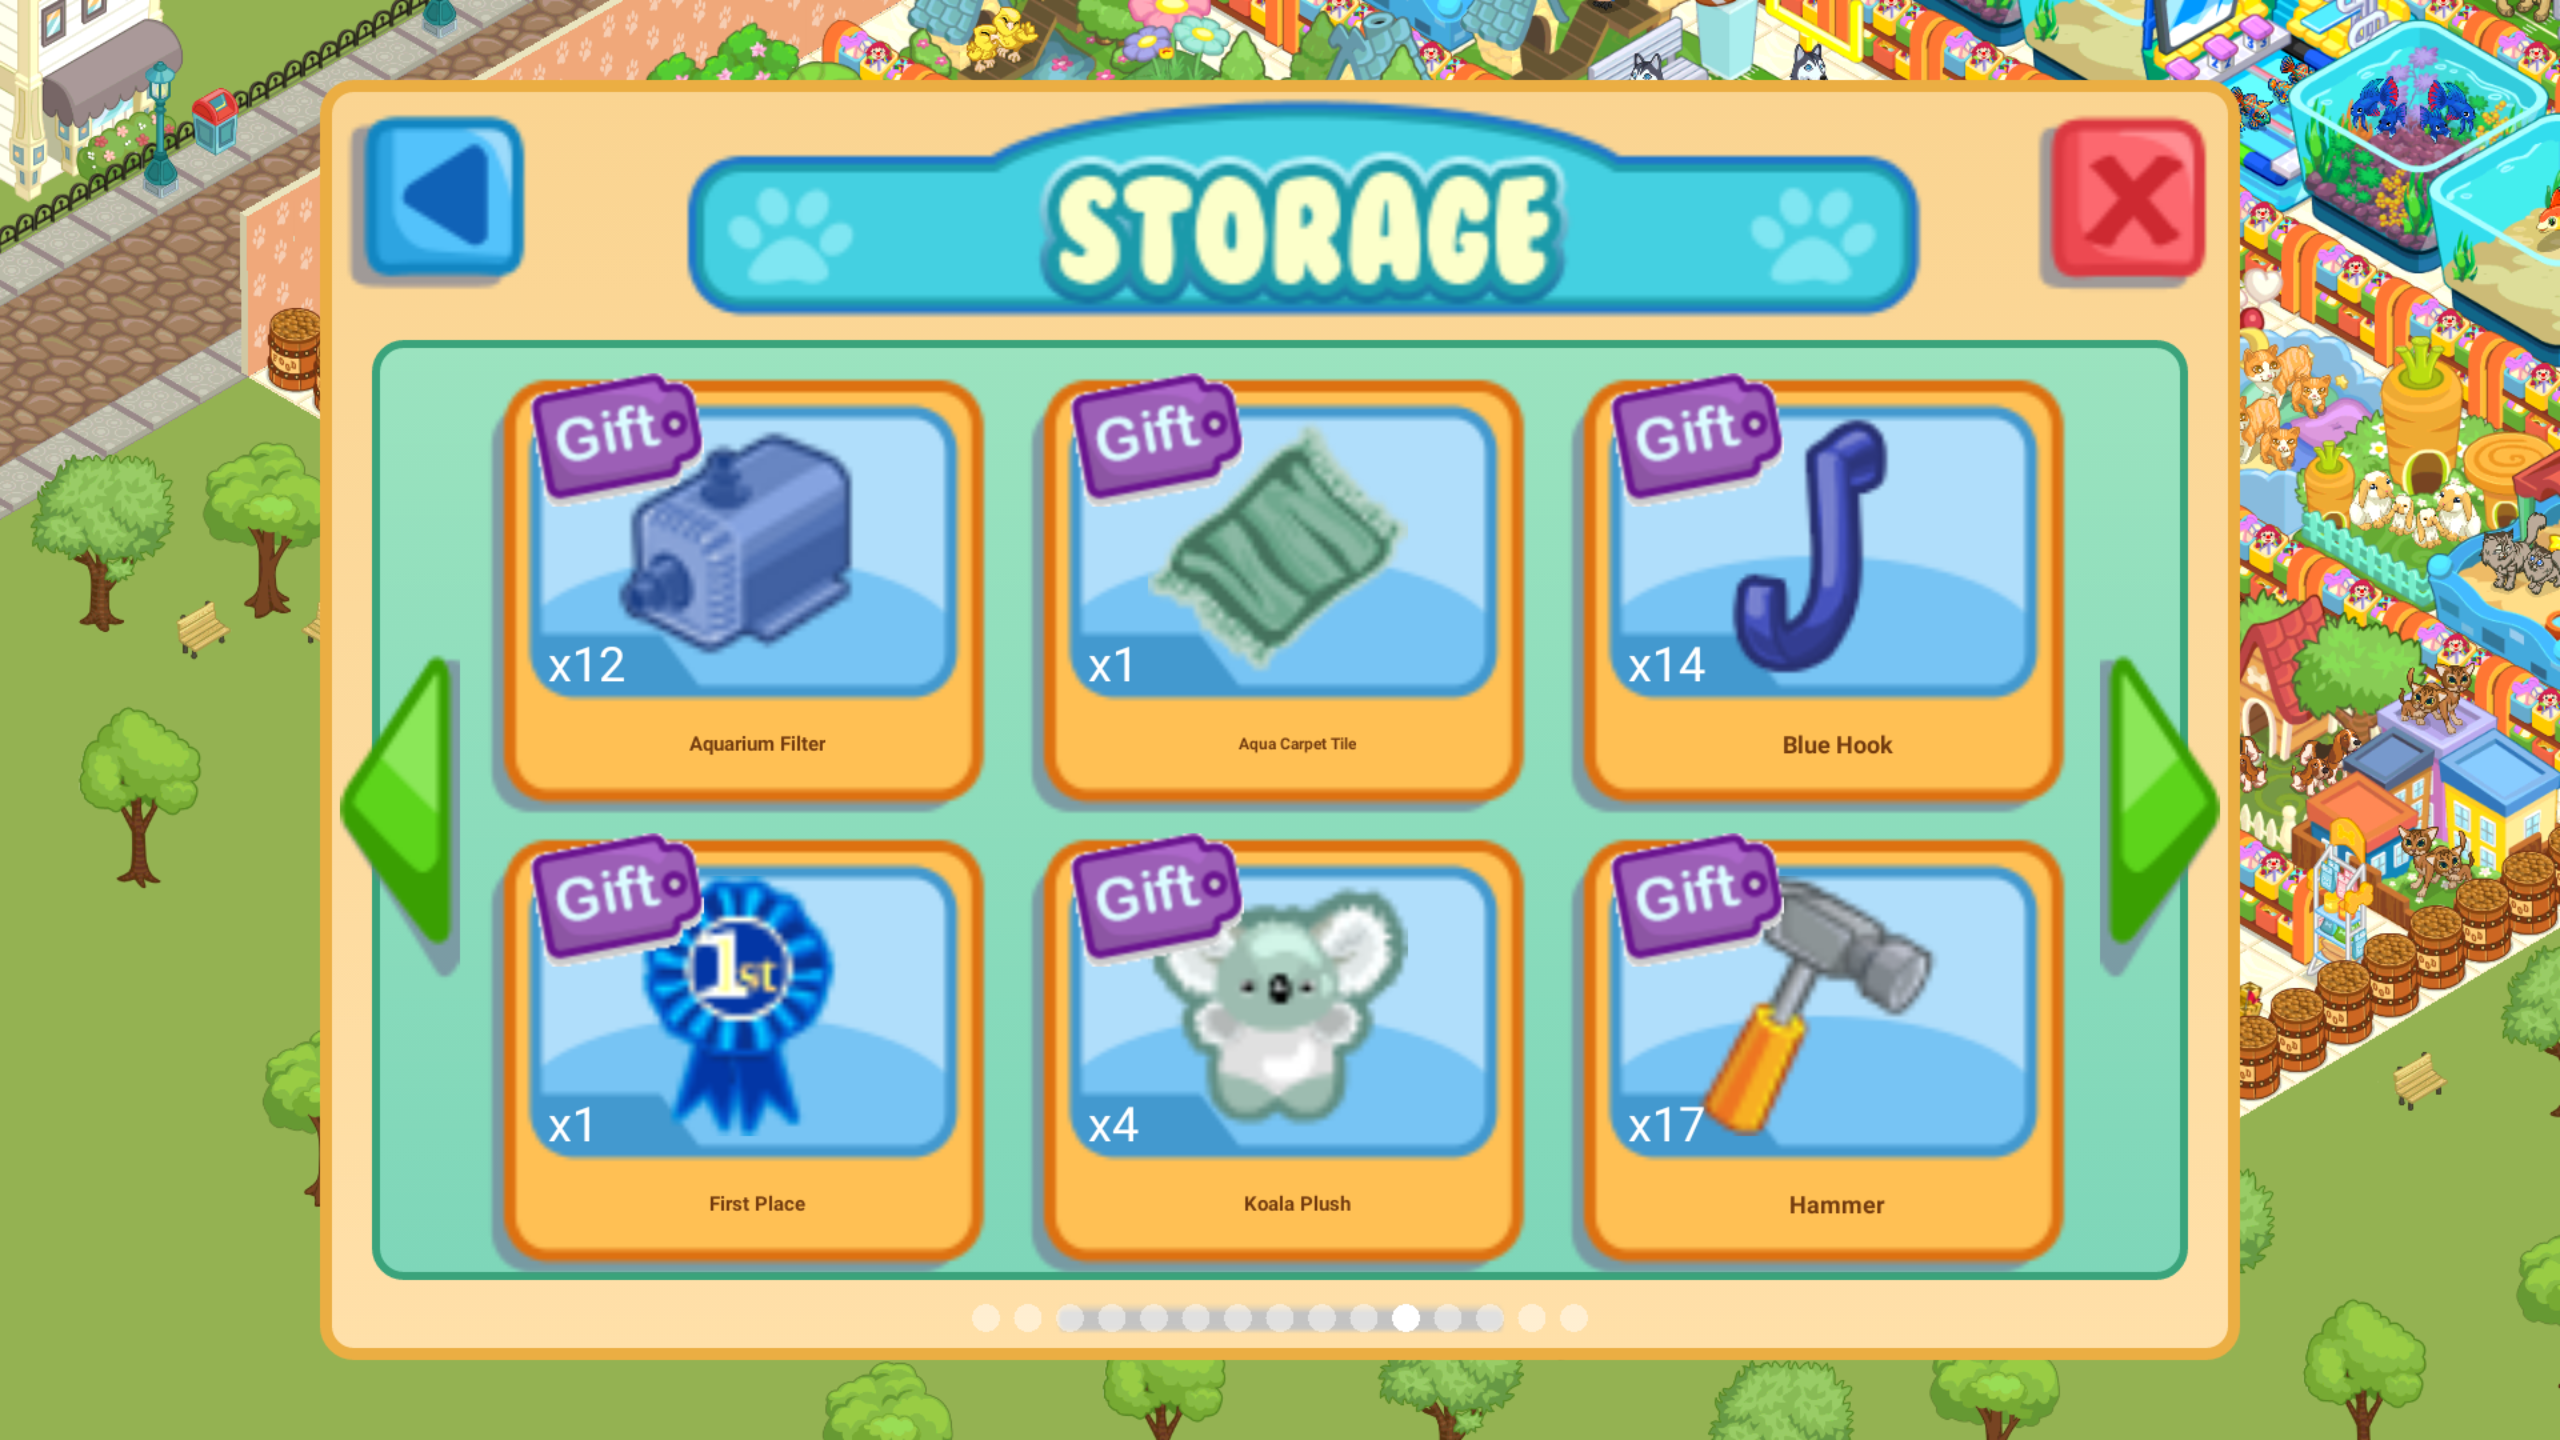 STORAGE
Gift
x12
Aquarium Filter
Gift
x1
Aqua Carpet Tile
Gift
x14
Blue Hook
Gift
1st
x1
First Place
Gift
x4
Koala Plush
Gift
x17
Hammer